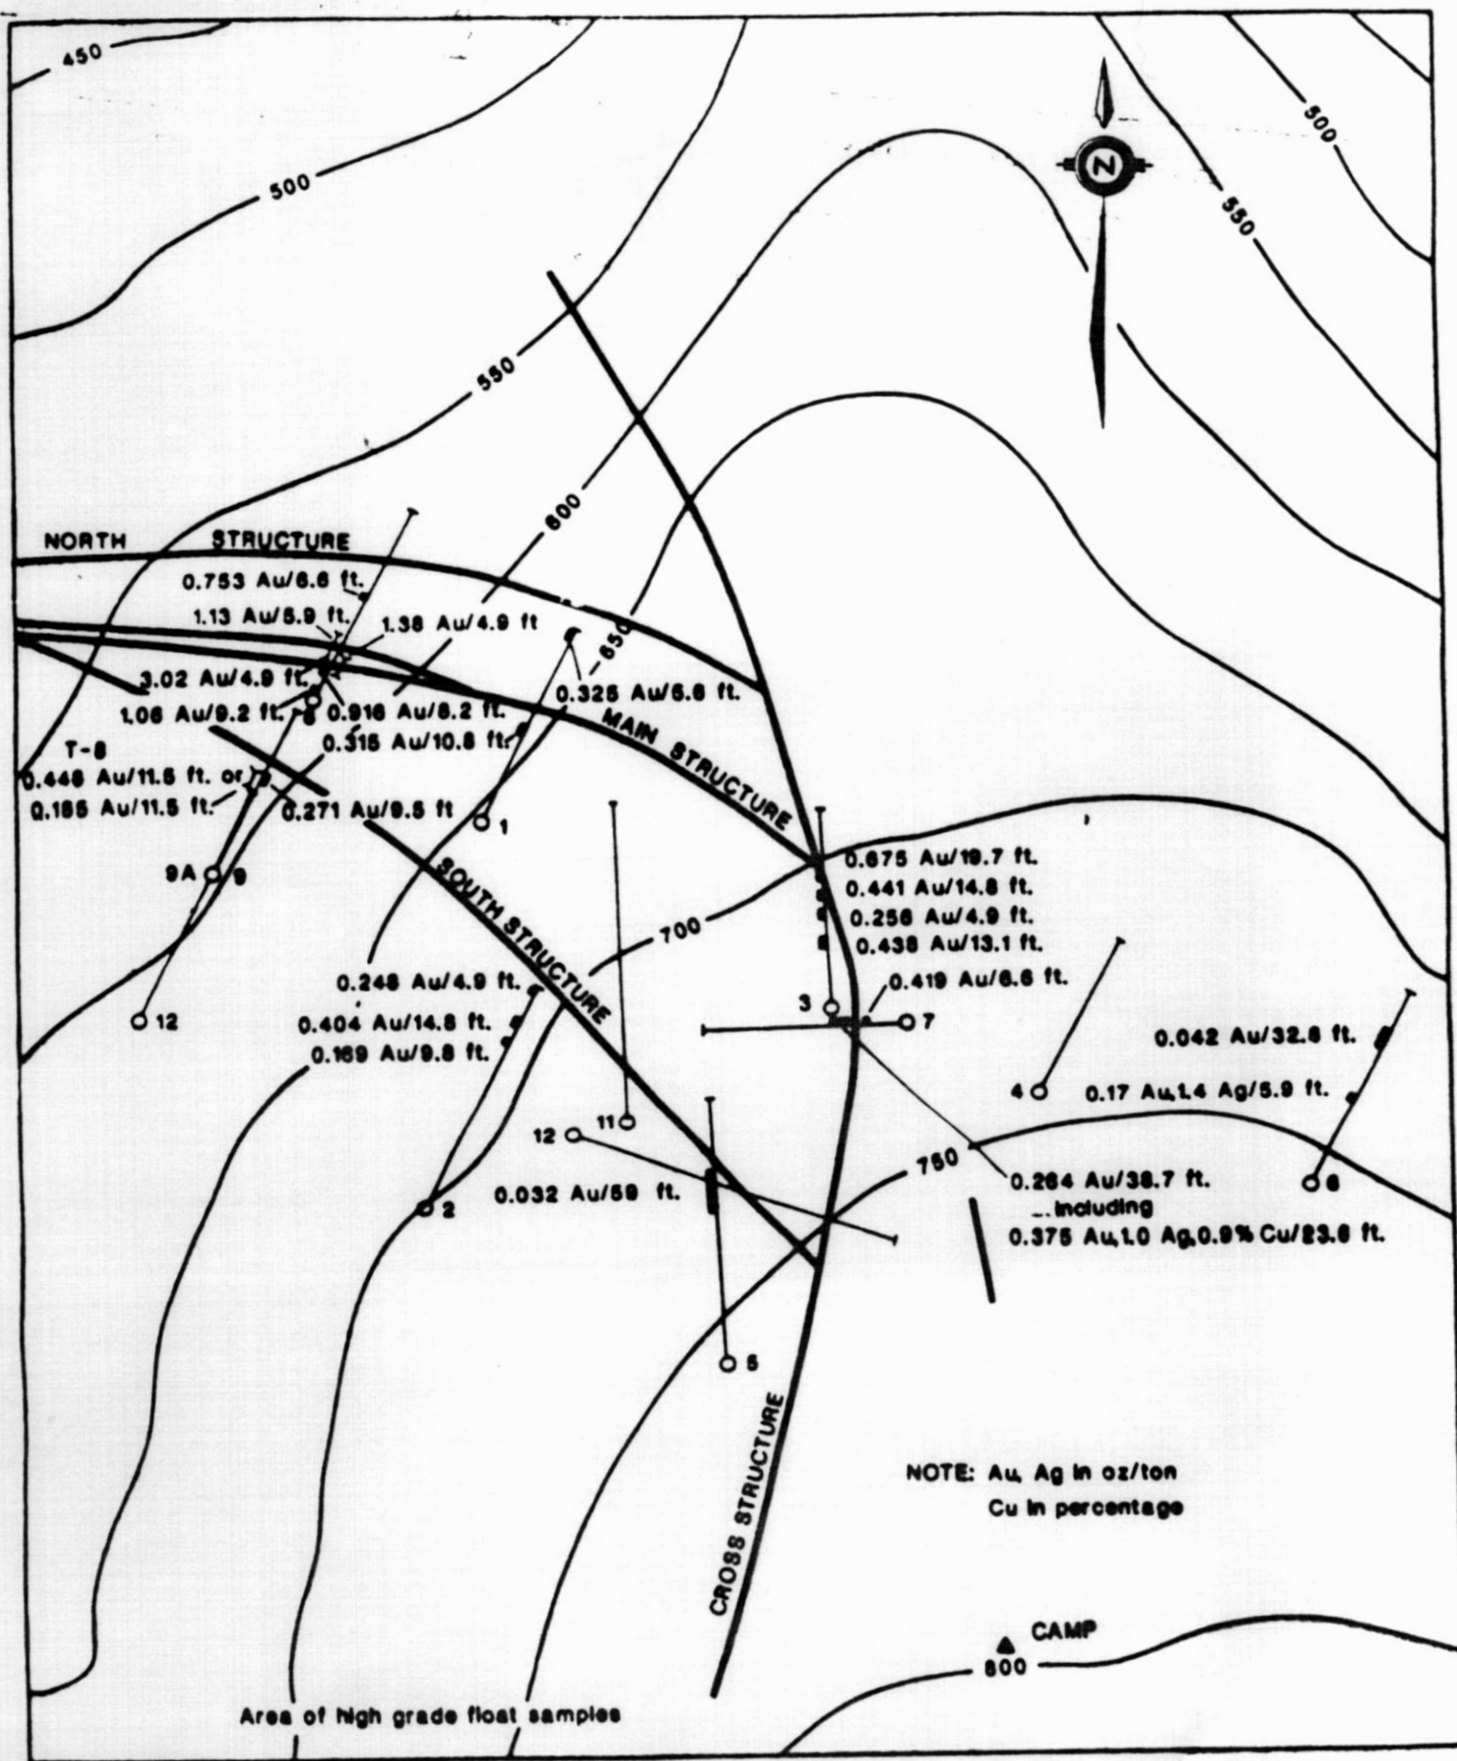 450
500
500
550
N
550
600
NORTH STRUCTURE
0.753 Au/6.6 ft.
1.13 Au/5.9 ft.
1.38 Au/4.9 ft
650
3.02 Au/4.9 ft.
0.325 Au/5.6 ft.
1.06 Au/9.2 ft.
0.916 Au/8.2 ft.
MAIN STRUCTURE
0.315 Au/10.8 ft.
T-8
0.446 Au/11.5 ft. or
0.185 Au/11.5 ft.
0.271 Au/9.5 ft
1
0.675 Au/19.7 ft.
0.441 Au/14.8 ft.
0.256 Au/4.9 ft.
0.438 Au/13.1 ft.
9A
9
SOUTH STRUCTURE
700
0.248 Au/4.9 ft.
0.419 Au/6.6 ft.
3
7
12
0.404 Au/14.8 ft.
0.169 Au/9.8 ft.
0.042 Au/32.8 ft.
4
0.17 Au,1.4 Ag/5.9 ft.
11
12
750
0.032 Au/59 ft.
0.264 Au/38.7 ft.
6
2
including
0.375 Au,1.0 Ag,0.9% Cu/23.6 ft.
5
CROSS STRUCTURE
NOTE: Au, Ag in oz/ton
Cu in percentage
CAMP
800
Area of high grade float samples